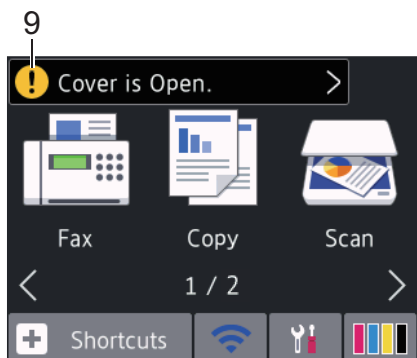 9
! Cover is Open. >
Fax Copy Scan
< 1 / 2 >
+ Shortcuts